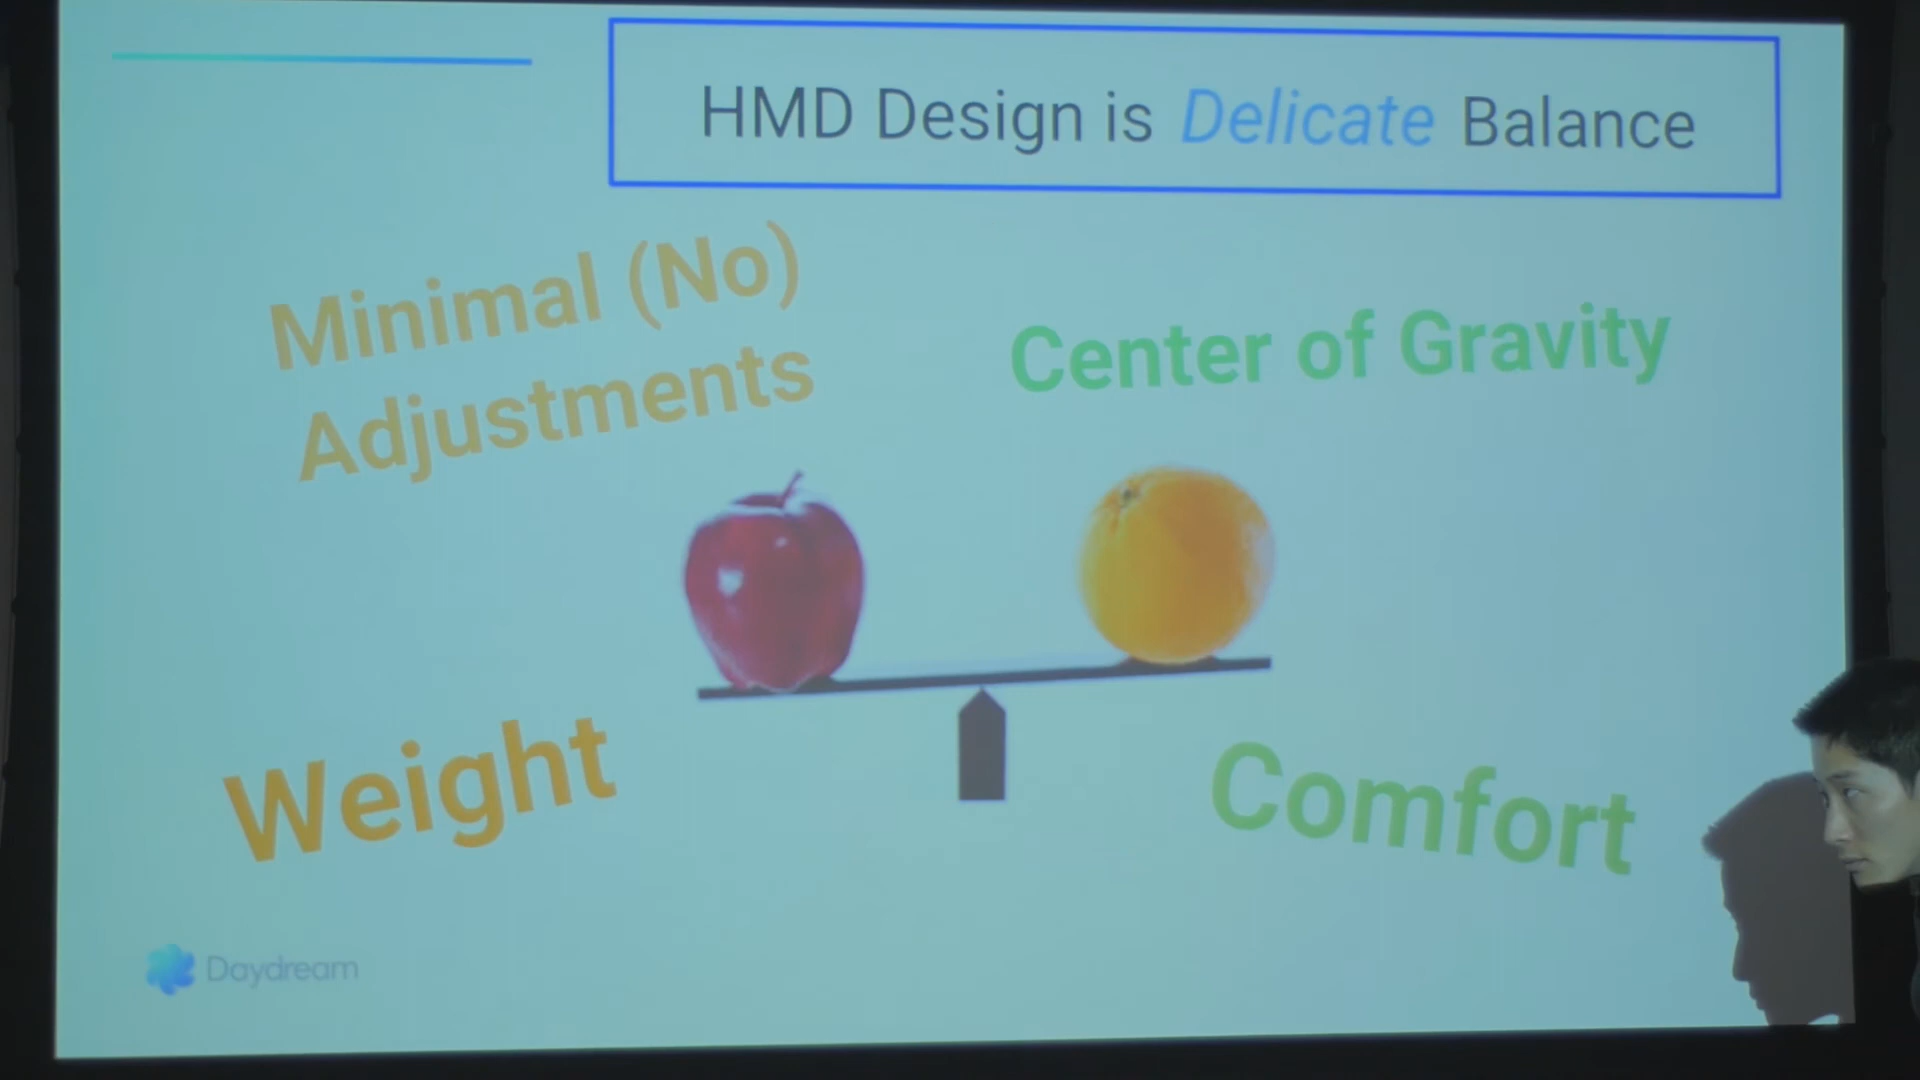 HMD Design is Delicate Balance
Minimal (No)
Adjustments
Center of Gravity
Weight
Comfort
Daydream